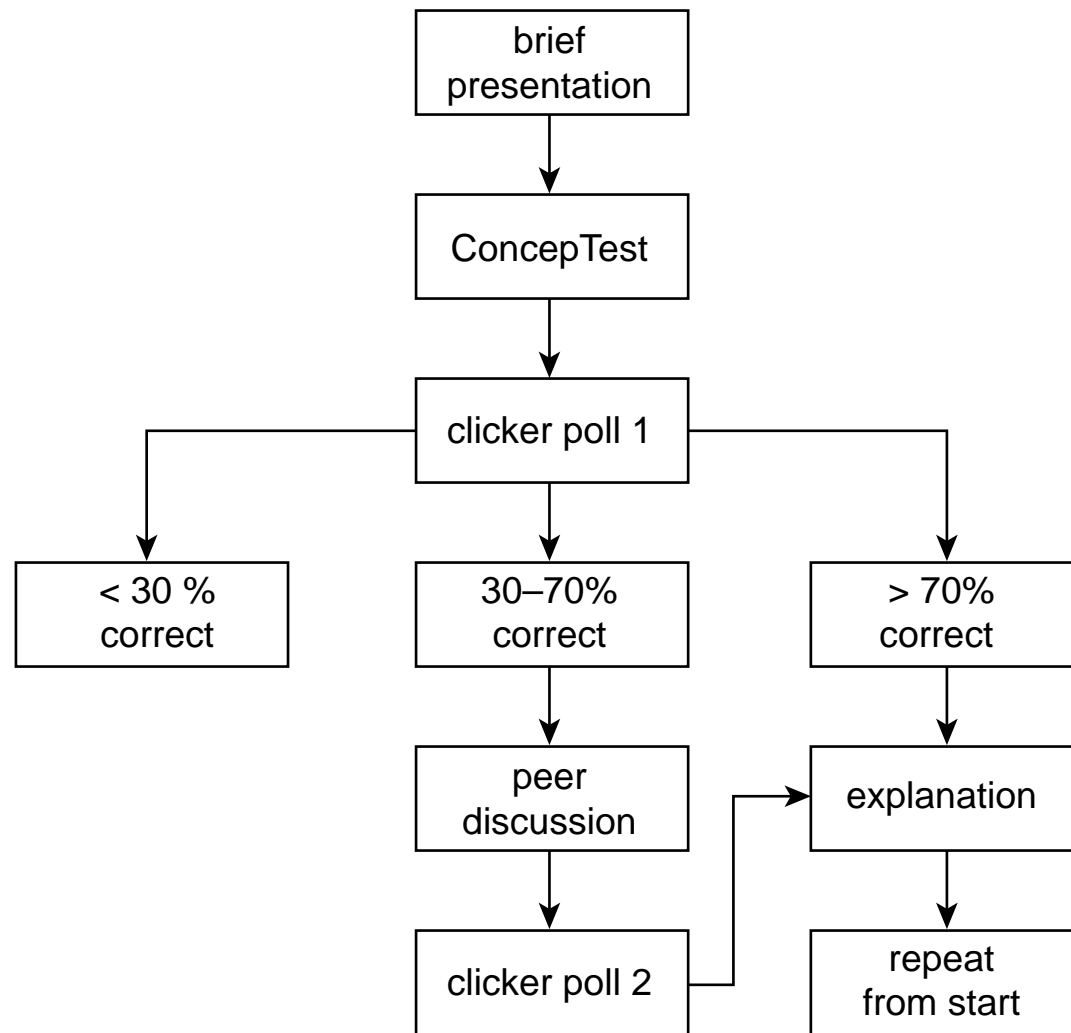 brief
presentation
ConcepTest
clicker poll 1
< 30 %
correct
30–70%
correct
> 70%
correct
peer
discussion
explanation
clicker poll 2
repeat
from start